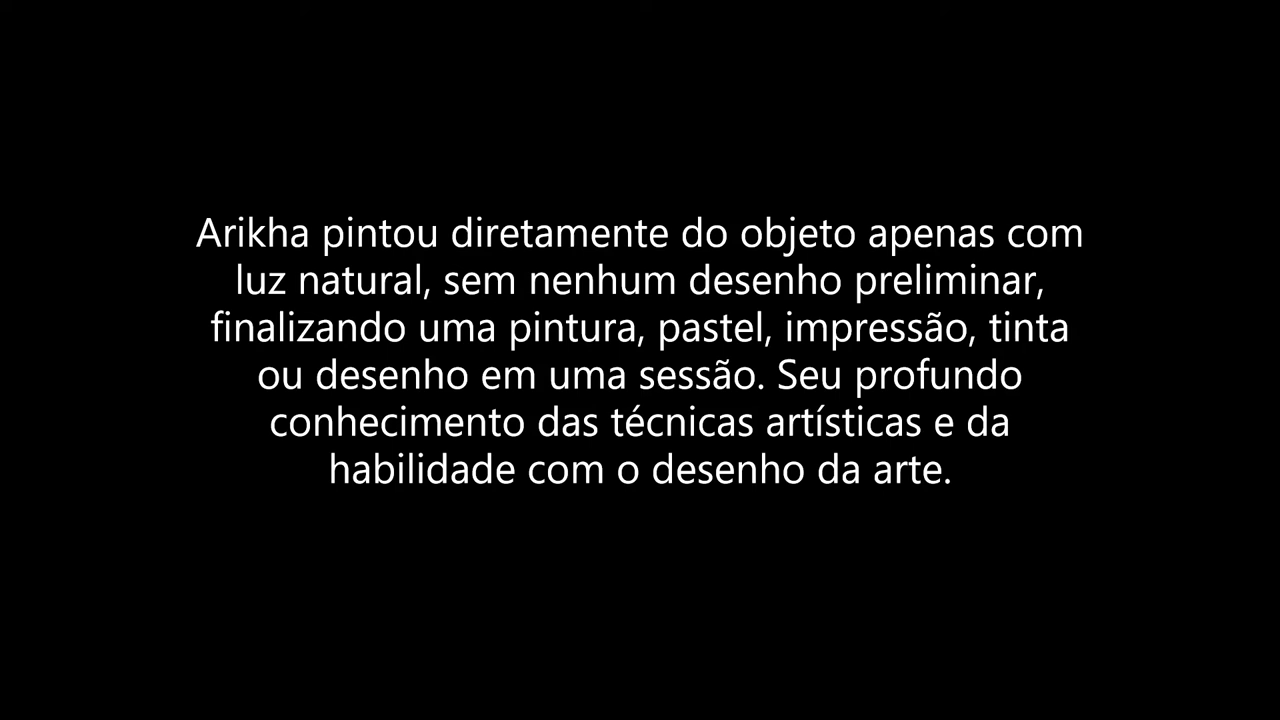 Arikha pintou diretamente do objeto apenas com
luz natural, sem nenhum desenho preliminar,
finalizando uma pintura, pastel, impressão, tinta
ou desenho em uma sessão. Seu profundo
conhecimento das técnicas artísticas e da
habilidade com o desenho da arte.